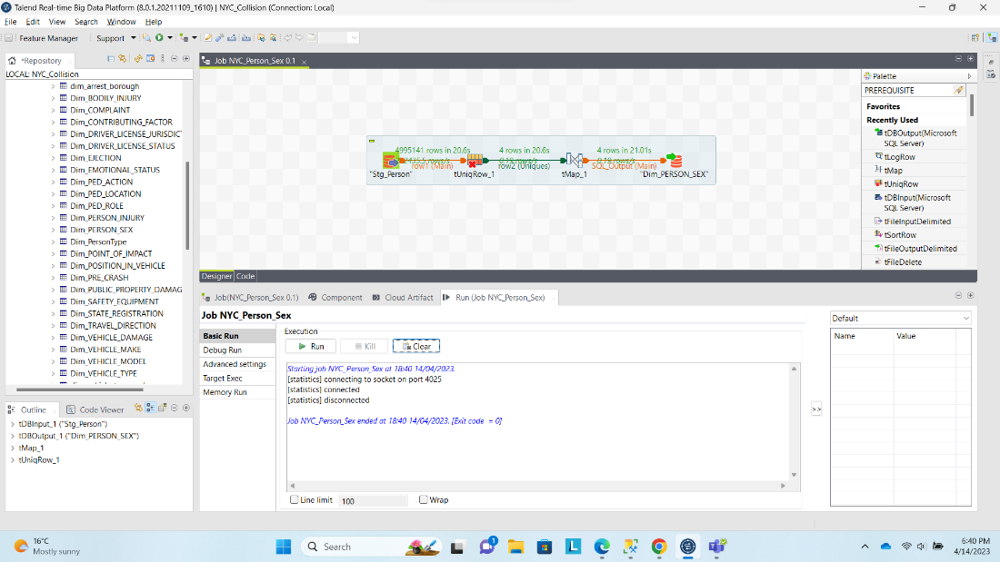 Talend Real-time Big Data Platform (8.0.1.20211109_1610) | NYC_Collision (Connection: Local)
File Edit View Search Window Help
Feature Manager Support
*Repository
LOCAL: NYC_Collision
dim_arrest_borough
Dim_BODILY_INJURY
Dim_COMPLAINT
Dim_CONTRIBUTING_FACTOR
Dim_DRIVER_LICENSE_JURISDIC
Dim_DRIVER_LICENSE_STATUS
Dim_EJECTION
Dim_EMOTIONAL_STATUS
Dim_PED_ACTION
Dim_PED_LOCATION
Dim_PED_ROLE
Dim_PERSON_INJURY
Dim_PERSON_SEX
Dim_PersonType
Dim_POINT_OF_IMPACT
Dim_POSITION_IN_VEHICLE
Dim_PRE_CRASH
Dim_PUBLIC_PROPERTY_DAMAG
Dim_SAFETY_EQUIPMENT
Dim_STATE_REGISTRATION
Dim_TRAVEL_DIRECTION
Dim_VEHICLE_DAMAGE
Dim_VEHICLE_MAKE
Dim_VEHICLE_MODEL
Dim_VEHICLE_TYPE
Outline Code Viewer
tDBInput_1 ("Stg_Person")
tDBOutput_1 ("Dim_PERSON_SEX")
tMap_1
tUniqRow_1
Job NYC_Person_Sex 0.1
4995141 rows in 20.6s 4 rows in 20.6s 4 rows in 21.01s
0.19 rows/s 0.19 rows/s
row1 (Main) row2 (Uniques) SQL_Output (Main)
"Stg_Person" tUniqRow_1 tMap_1 "Dim_PERSON_SEX"
Designer Code
Palette
PREREQUISITE
Favorites
Recently Used
tDBOutput(Microsoft
SQL Server)
tLogRow
tMap
tUniqRow
tDBInput(Microsoft
SQL Server)
tFileInputDelimited
tSortRow
tFileOutputDelimited
tFileDelete
Job(NYC_Person_Sex 0.1) Component Cloud Artifact Run (Job NYC_Person_Sex)
Job NYC_Person_Sex
Basic Run
Debug Run
Advanced settings
Target Exec
Memory Run
Execution
Run Kill Clear
Starting job NYC_Person_Sex at 18:40 14/04/2023.
[statistics] connecting to socket on port 4025
[statistics] connected
[statistics] disconnected
Job NYC_Person_Sex ended at 18:40 14/04/2023. [Exit code = 0]
Line limit 100 Wrap
>>
Default
Name Value
16°C
Mostly sunny
Search
1
L
6:40 PM
4/14/2023